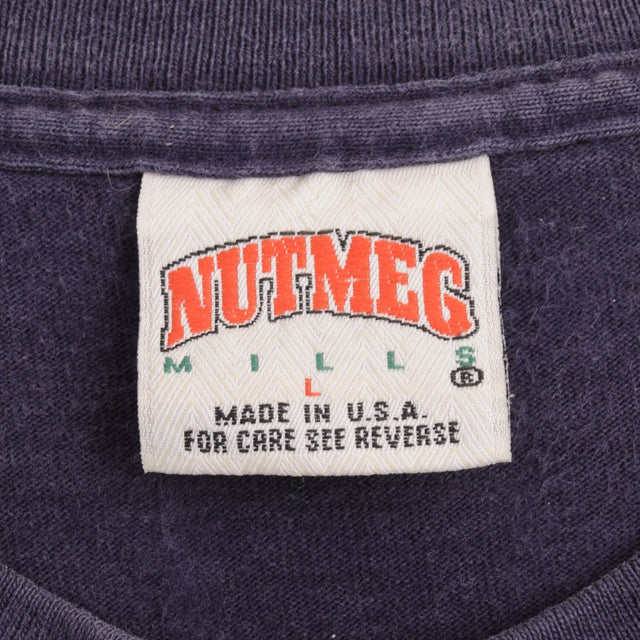 NUTMEG
MILLS
®
L
MADE IN U.S.A.
FOR CARE SEE REVERSE